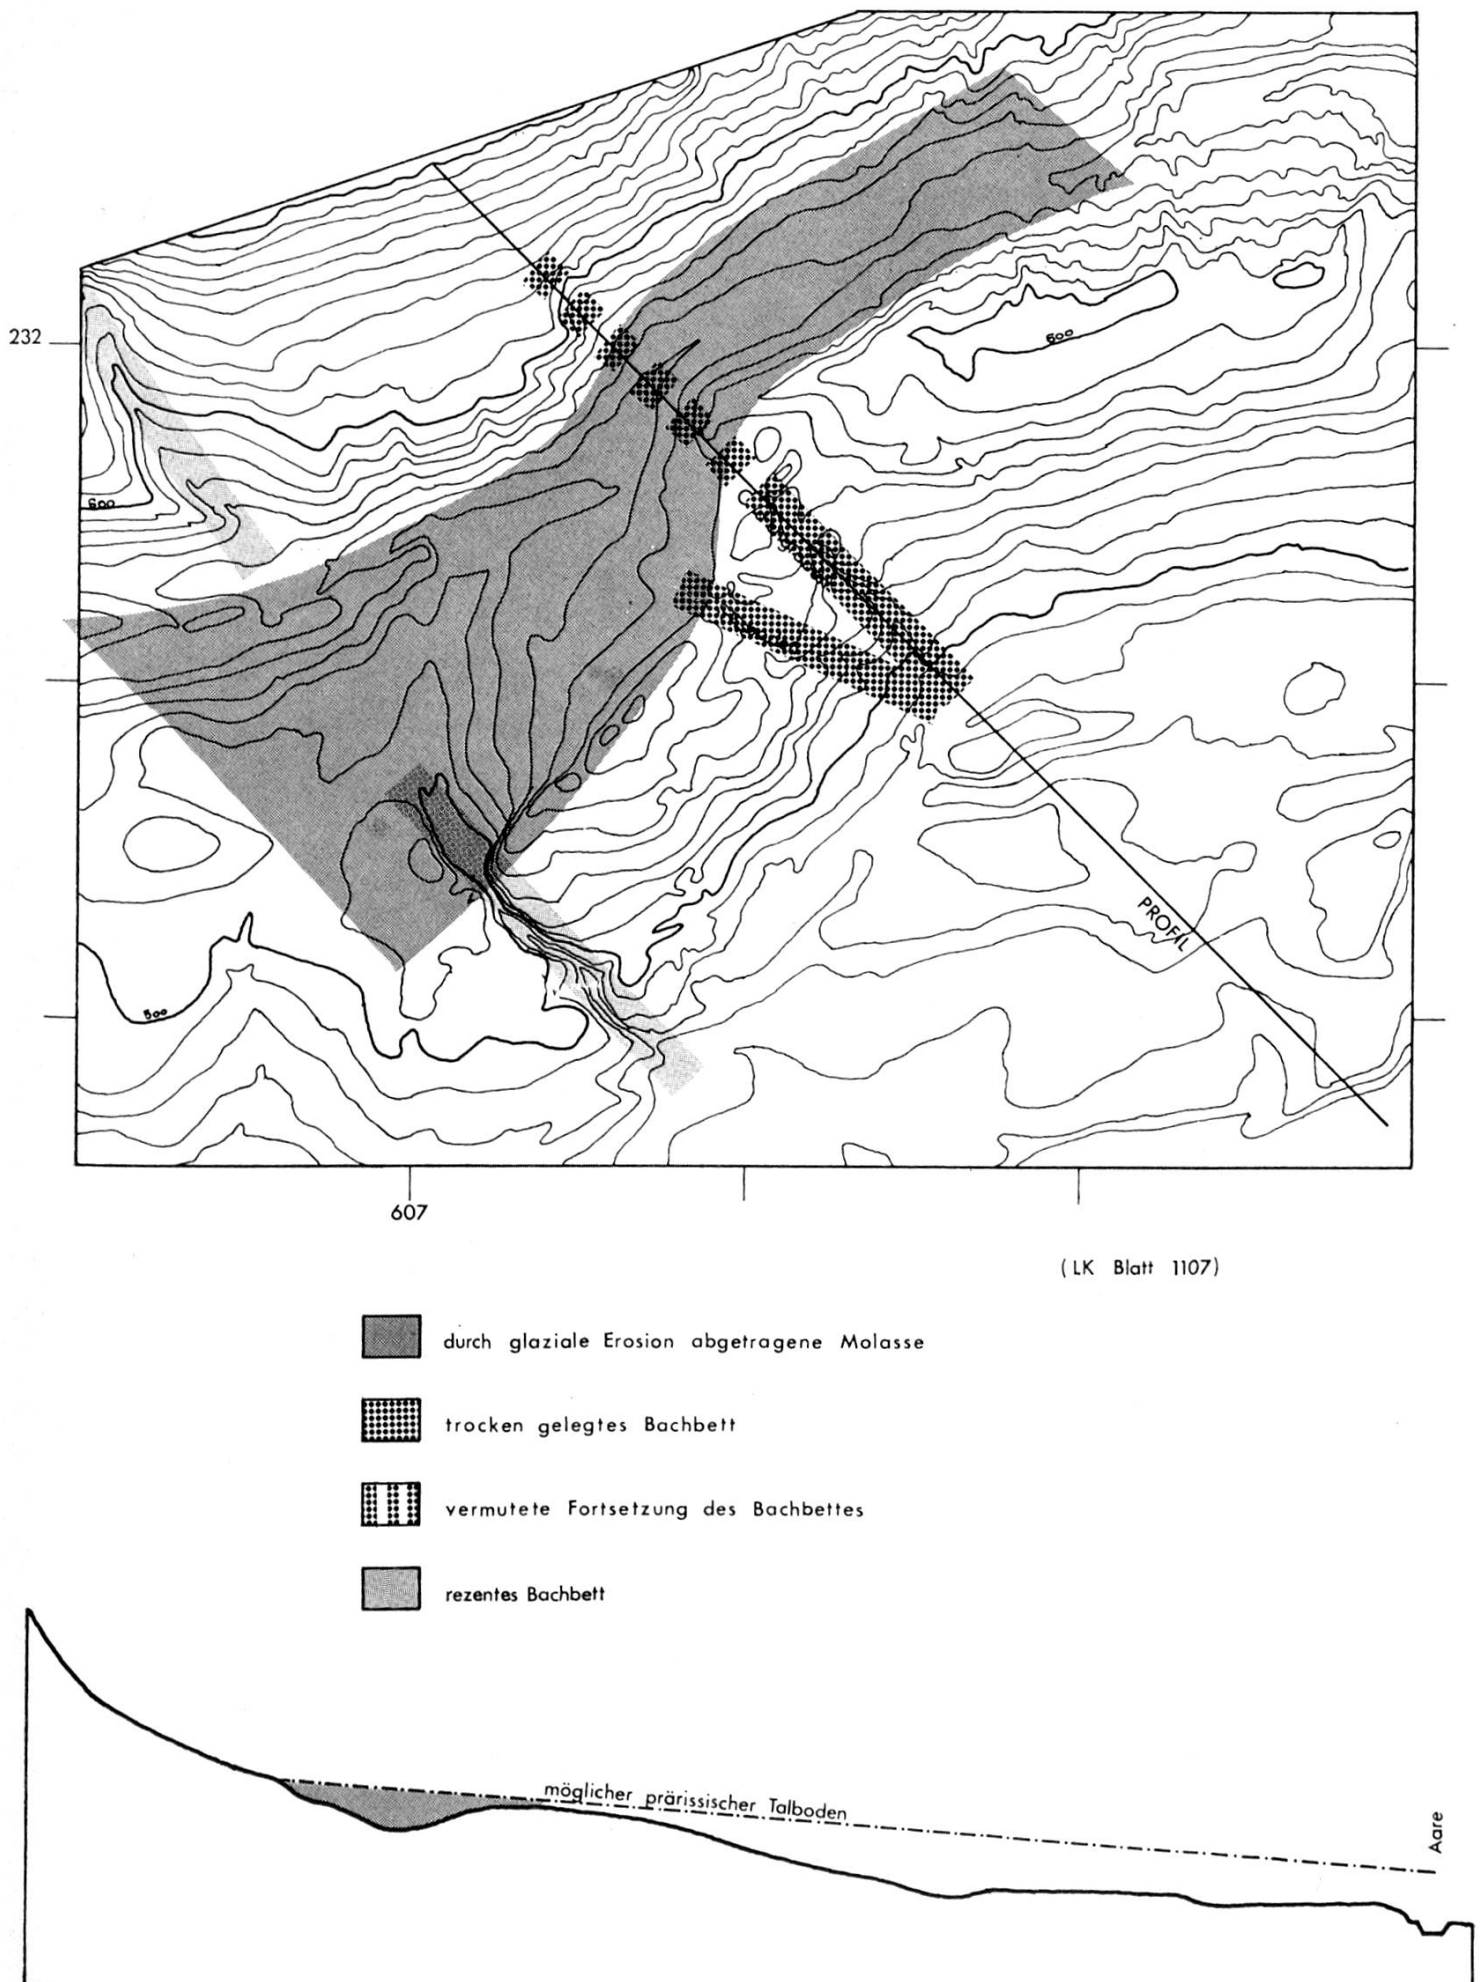 232
600
600
PROFIL
500
607
(LK Blatt 1107)
durch glaziale Erosion abgetragene Molasse
trocken gelegtes Bachbett
vermutete Fortsetzung des Bachbettes
rezentes Bachbett
möglicher prärissischer Talboden
Aare